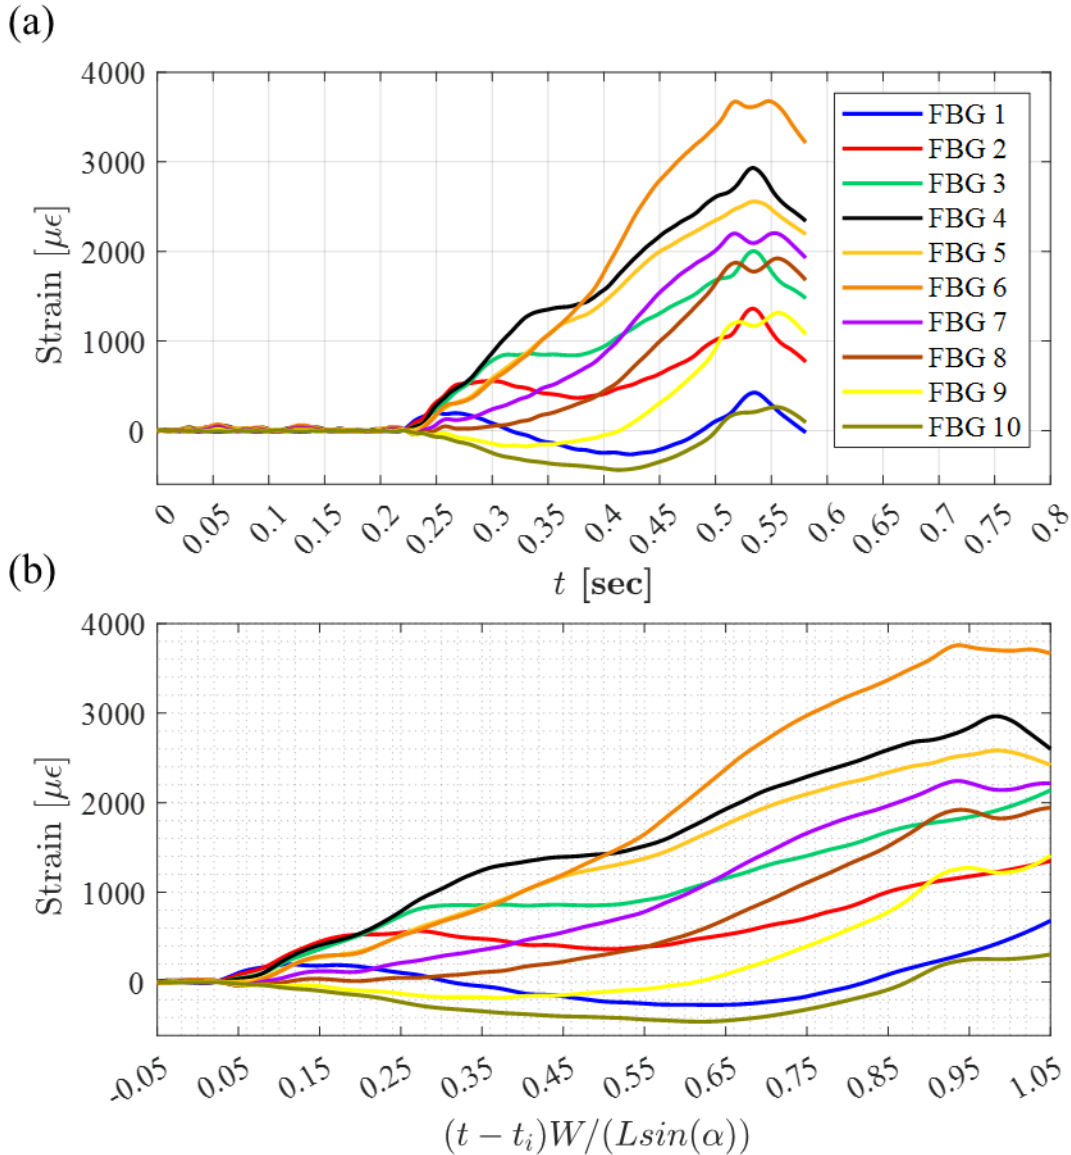 (a)
4000
3000
2000
1000
0
Strain [μϵ]
FBG 1
FBG 2
FBG 3
FBG 4
FBG 5
FBG 6
FBG 7
FBG 8
FBG 9
FBG 10
0 0.05 0.1 0.15 0.2 0.25 0.3 0.35 0.4 0.45 0.5 0.55 0.6 0.65 0.7 0.75 0.8
t [sec]
(b)
4000
3000
2000
1000
0
Strain [μϵ]
-0.05 0.05 0.15 0.25 0.35 0.45 0.55 0.65 0.75 0.85 0.95 1.05
(t − t_i)W/(Lsin(α))